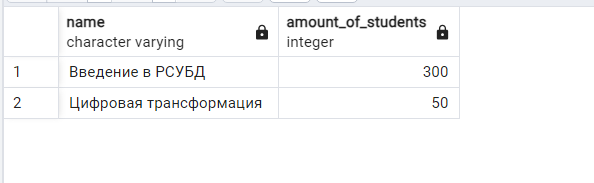 name amount_of_students
character varying integer
1 Введение в РСУБД 300
2 Цифровая трансформация 50